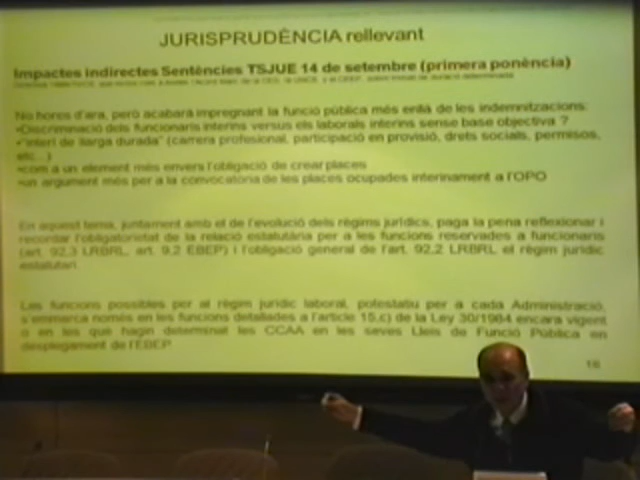 JURISPRUDÈNCIA rellevant
Impactes indirectes Sentències TSJUE 14 de setembre (primera ponència)
No hores d'ara, però acabarà impregnant la funció pública més enllà de les indemnitzacions:
•Discriminació dels funcionaris interins versus els laborals interins sense base objectiva ?
•"interí de llarga durada" (carrera profesional, participació en provisió, drets socials, permisos,
etc...)
•com a un element més envers l'obligació de crear places
•un argument més per a la convocatòria de les places ocupades interinament a l'OPO
En aquest tema, juntament amb el de l'evolució dels règims jurídics, paga la pena reflexionar i
recordar l'obligatorietat de la relació estatutària per a les funcions reservades a funcionaris
(art. 92,3 LRBRL, art. 9,2 EBEP) i l'obligació general de l'art. 92,2 LRBRL el règim jurídic
estatutari.
Les funcions possibles per al règim jurídic laboral, potestatiu per a cada Administració,
s'emmarca només en les funcions detallades a l'article 15.c) de la Ley 30/1984 encara vigent
o en les què hagin determinat les CCAA en les seves Lleis de Funció Pública en
desplegament de l'EBEP
16